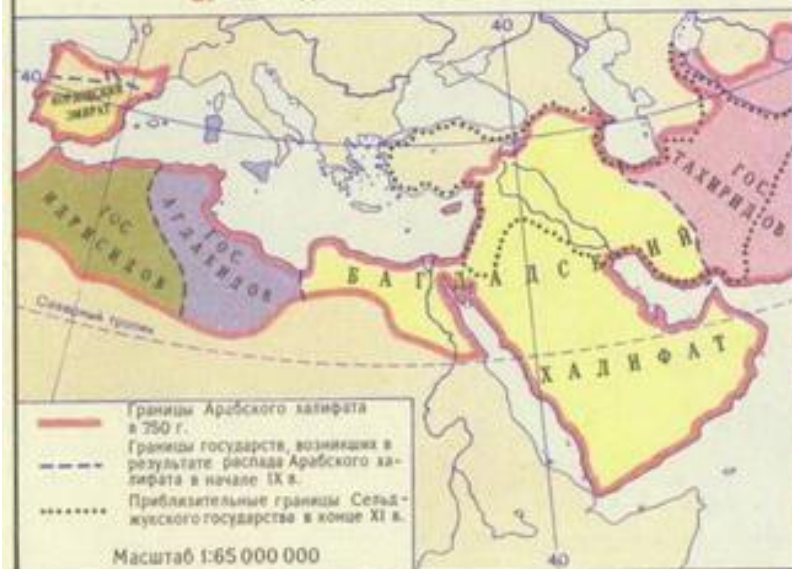 0
40
40
КОРДОВСКИЙ
ЭМИРАТ
ГОС
ИДРИСИДОВ
ГОС
АГЛАБИДОВ
ГОС
ТАХИРИДОВ
БАГДАДСКИЙ
ХАЛИФАТ
Северный тропик
Границы Арабского халифата
в 750 г.
Границы государств, возникших в
результате распада Арабского ха-
лифата в начале IX в.
Приблизительные границы Сельд-
жукского государства в конце XI в.
Масштаб 1:65 000 000
40